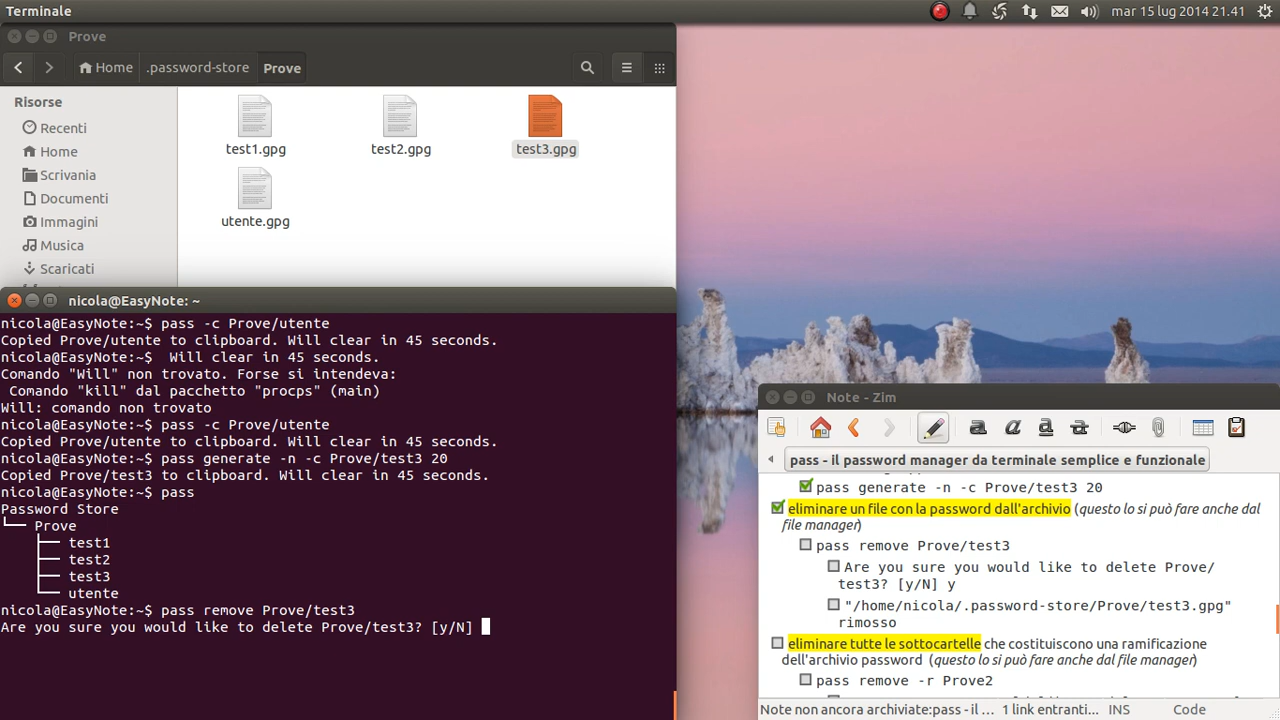 Terminale
mar 15 lug 2014 21.41
Prove
Home
.password-store
Prove
Risorse
Recenti
Home
Scrivania
Documenti
Immagini
Musica
Scaricati
test1.gpg
test2.gpg
test3.gpg
utente.gpg
nicola@EasyNote: ~
nicola@EasyNote:~$ pass -c Prove/utente
Copied Prove/utente to clipboard. Will clear in 45 seconds.
nicola@EasyNote:~$  Will clear in 45 seconds.
Comando "Will" non trovato. Forse si intendeva:
 Comando "kill" dal pacchetto "procps" (main)
Will: comando non trovato
nicola@EasyNote:~$ pass -c Prove/utente
Copied Prove/utente to clipboard. Will clear in 45 seconds.
nicola@EasyNote:~$ pass generate -n -c Prove/test3 20
Copied Prove/test3 to clipboard. Will clear in 45 seconds.
nicola@EasyNote:~$ pass
Password Store
└── Prove
    ├── test1
    ├── test2
    ├── test3
    └── utente
nicola@EasyNote:~$ pass remove Prove/test3
Are you sure you would like to delete Prove/test3? [y/N]
Note - Zim
pass - il password manager da terminale semplice e funzionale
pass generate -n -c Prove/test3 20
eliminare un file con la password dall'archivio (questo lo si può fare anche dal
file manager)
pass remove Prove/test3
Are you sure you would like to delete Prove/
test3? [y/N] y
"/home/nicola/.password-store/Prove/test3.gpg"
rimosso
eliminare tutte le sottocartelle che costituiscono una ramificazione
dell'archivio password (questo lo si può fare anche dal file manager)
pass remove -r Prove2
Note non ancora archiviate:pass - il ...
1 link entranti...
INS
Code